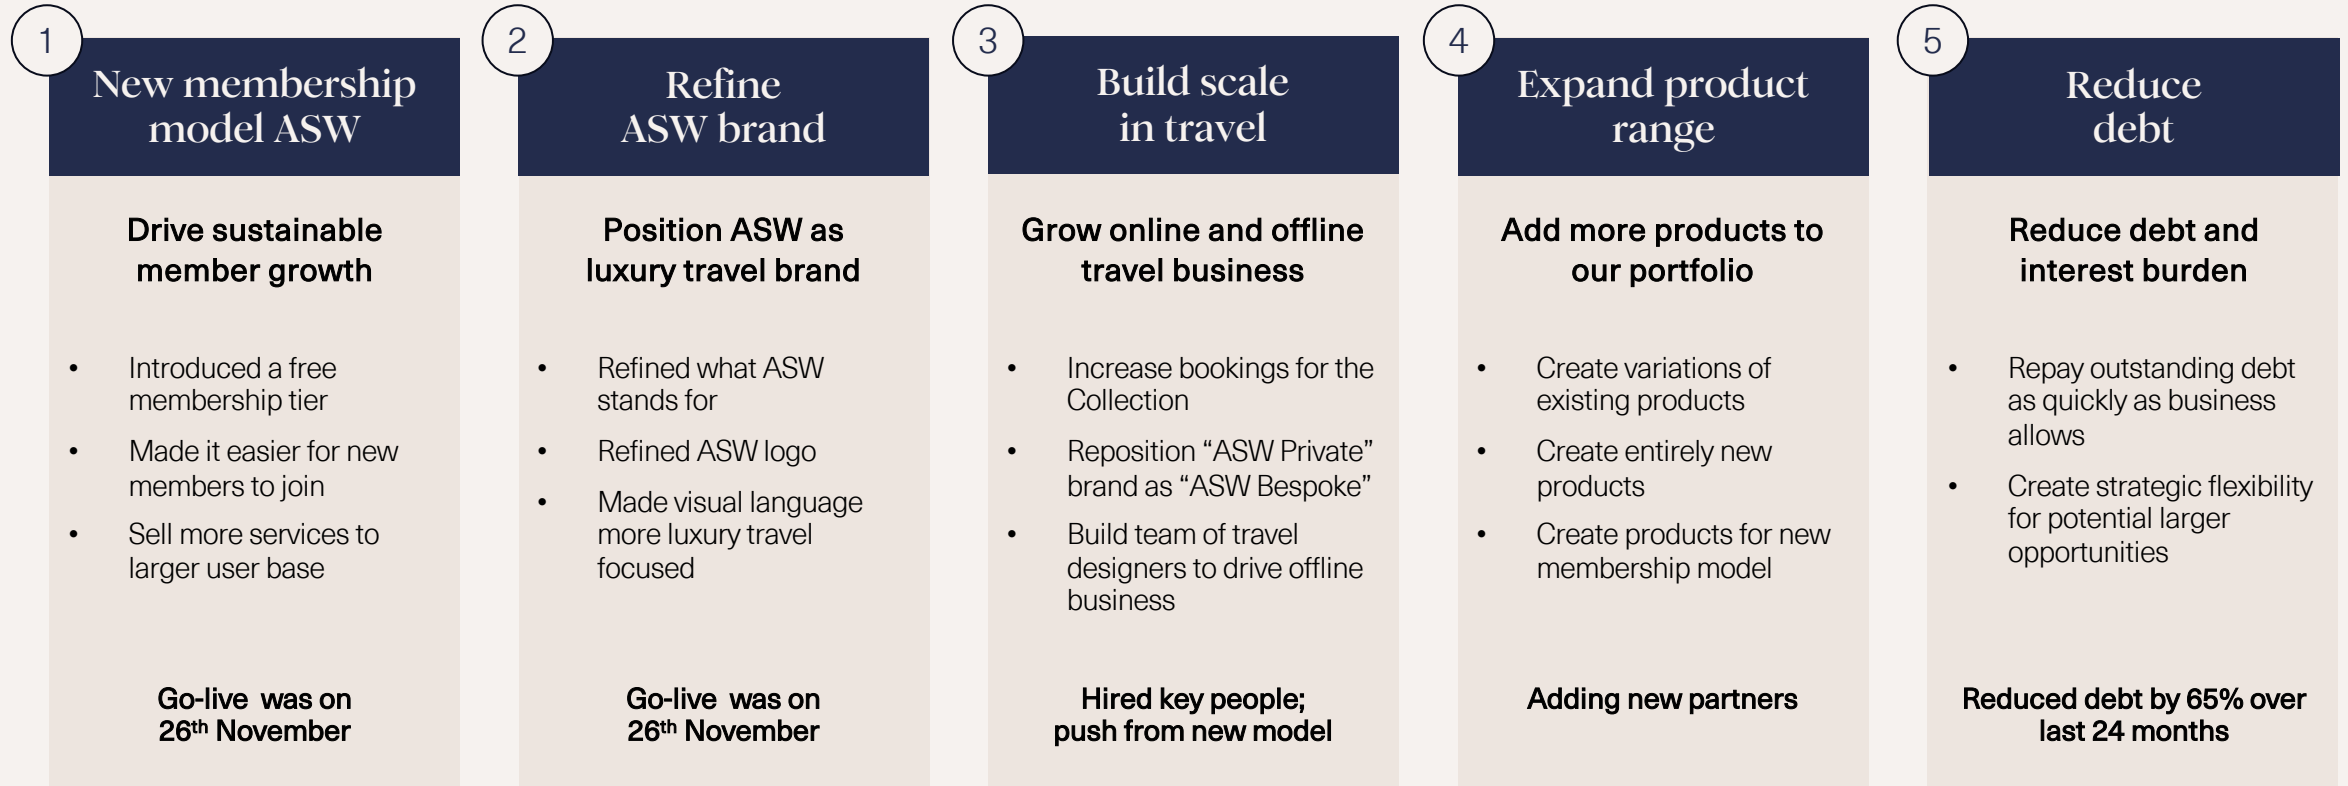 1
New membership
model ASW
Drive sustainable
member growth
• Introduced a free
membership tier
• Made it easier for new
members to join
• Sell more services to
larger user base
Go-live  was on
26th November
2
Refine
ASW brand
Position ASW as
luxury travel brand
• Refined what ASW
stands for
• Refined ASW logo
• Made visual language
more luxury travel
focused
Go-live  was on
26th November
3
Build scale
in travel
Grow online and offline
travel business
• Increase bookings for the
Collection
• Reposition “ASW Private”
brand as “ASW Bespoke”
• Build team of travel
designers to drive offline
business
Hired key people;
push from new model
4
Expand product
range
Add more products to
our portfolio
• Create variations of
existing products
• Create entirely new
products
• Create products for new
membership model
Adding new partners
5
Reduce
debt
Reduce debt and
interest burden
• Repay outstanding debt
as quickly as business
allows
• Create strategic flexibility
for potential larger
opportunities
Reduced debt by 65% over
last 24 months